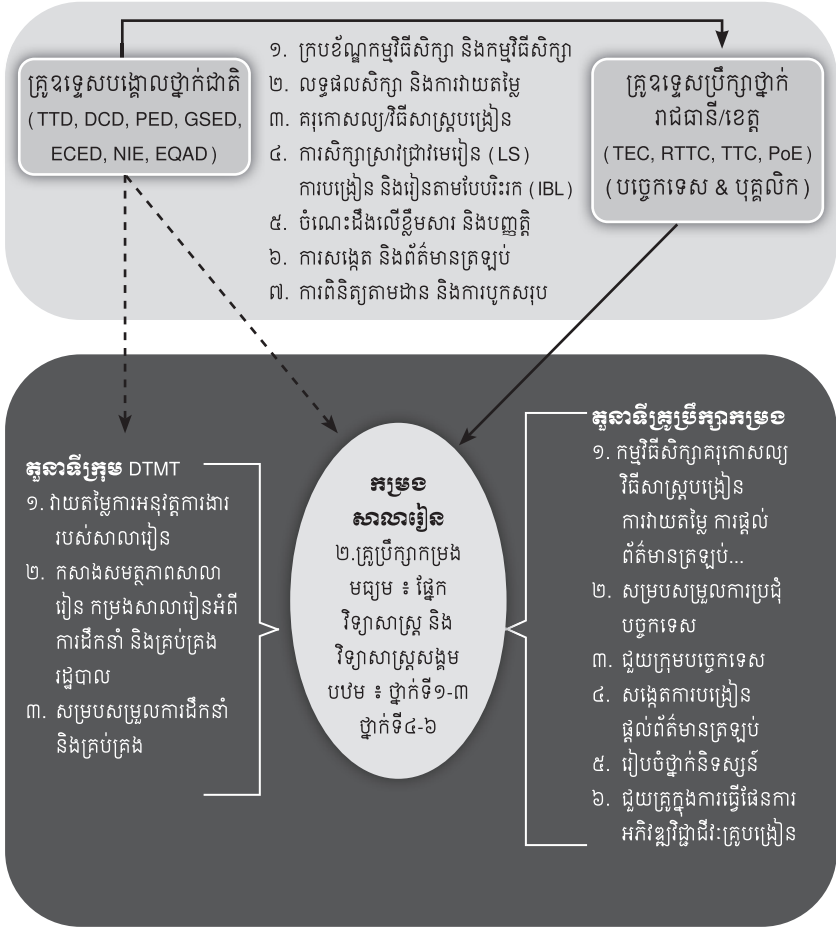 គ្រូឧទ្ទេសបង្គោលថ្នាក់ជាតិ
(TTD, DCD, PED, GSED,
ECED, NIE, EQAD)
១. ក្របខ័ណ្ឌកម្មវិធីសិក្សា និងកម្មវិធីសិក្សា
២. លទ្ធផលសិក្សា និងការវាយតម្លៃ
៣. គរុកោសល្យ/វិធីសាស្ត្របង្រៀន
៤. ការសិក្សាស្រាវជ្រាវមេរៀន (LS)
ការបង្រៀន និងរៀនតាមបែបរិះរក (IBL)
៥. ចំណេះដឹងលើខ្លឹមសារ និងបញ្ញត្តិ
៦. ការសង្កេត និងព័ត៌មានត្រឡប់
៧. ការពិនិត្យតាមដាន និងការបូកសរុប
គ្រូឧទ្ទេសប្រឹក្សាថ្នាក់
រាជធានី/ខេត្ត
(TEC, RTTC, TTC, PoE)
(បច្ចេកទេស & បុគ្គលិក)
តួនាទីក្រុម DTMT
១. វាយតម្លៃការអនុវត្តការងារ
របស់សាលារៀន
២. កសាងសមត្ថភាពសាលា
រៀន កម្រងសាលារៀនអំពី
ការដឹកនាំ និងគ្រប់គ្រង
រដ្ឋបាល
៣. សម្របសម្រួលការដឹកនាំ
និងគ្រប់គ្រង
កម្រង
សាលារៀន
២.គ្រូប្រឹក្សាកម្រង
មធ្យម ៖ ផ្នែក
វិទ្យាសាស្ត្រ និង
វិទ្យាសាស្ត្រសង្គម
បឋម ៖ ថ្នាក់ទី១-៣
ថ្នាក់ទី៤-៦
តួនាទីគ្រូប្រឹក្សាកម្រង
១. កម្មវិធីសិក្សាគរុកោសល្យ
វិធីសាស្ត្របង្រៀន
ការវាយតម្លៃ ការផ្តល់
ព័ត៌មានត្រឡប់...
២. សម្របសម្រួលការប្រជុំ
បច្ចកទេស
៣. ជួយក្រុមបច្ចេកទេស
៤. សង្កេតការបង្រៀន
ផ្តល់ព័ត៌មានត្រឡប់
៥. រៀបចំថ្នាក់និទស្សន៍
៦. ជួយគ្រូក្នុងការធ្វើផែនការ
អភិវឌ្ឍវិជ្ជាជីវៈគ្រូបង្រៀន